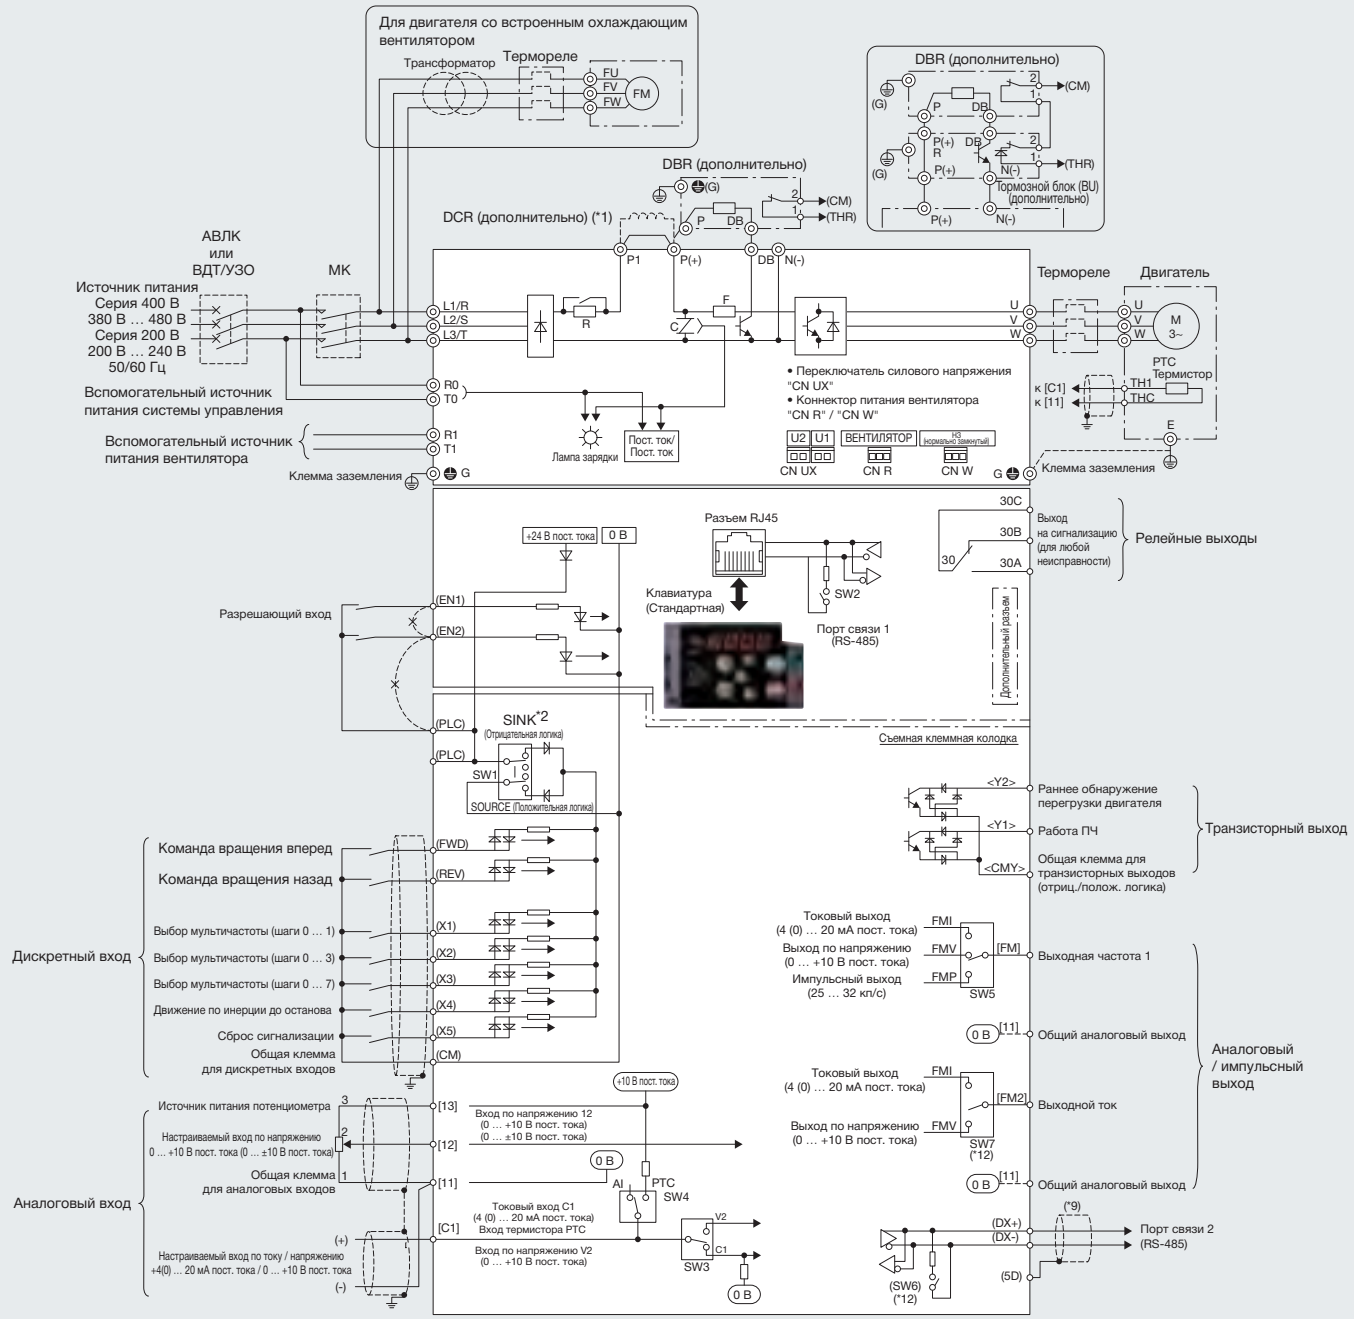 Для двигателя со встроенным охлаждающим
вентилятором
Трансформатор
Термореле
FU
FV
FW
FM
DBR (дополнительно)
(G)
P
DB
2
1
(CM)
P(+)
R
DB
2
1
(THR)
(G)
P(+)
N(-)
Тормозной блок (BU)
(дополнительно)
P(+)
N(-)
DBR (дополнительно)
(G)
P
DB
2
1
(CM)
(THR)
DCR (дополнительно) (*1)
P1
P(+)
DB
N(-)
АВЛК
или
ВДТ/УЗО
МК
Источник питания
Серия 400 В
380 В … 480 В
Серия 200 В
200 В … 240 В
50/60 Гц
L1/R
L2/S
L3/T
R
C
F
U
V
W
Термореле
Двигатель
U
V
W
M
3~
PTC
Термистор
к [C1]
TH1
к [11]
THC
E
Клемма заземления
Вспомогательный источник
питания системы управления
R0
T0
Вспомогательный источник
питания вентилятора
R1
T1
Клемма заземления
G
Лампа зарядки
Пост. ток/
Пост. ток
• Переключатель силового напряжения
"CN UX"
• Коннектор питания вентилятора
"CN R" / "CN W"
U2
U1
ВЕНТИЛЯТОР
НЗ
(нормально замкнутый)
CN UX
CN R
CN W
G
+24 В пост. тока
0 В
Разъем RJ45
Клавиатура
(Стандартная)
SW2
Порт связи 1
(RS-485)
30C
30B
30
30A
Выход
на сигнализацию
(для любой
неисправности)
Релейные выходы
Дополнительный разъем
Разрешающий вход
(EN1)
(EN2)
(PLC)
(PLC)
SINK*2
(Отрицательная логика)
SW1
SOURCE (Положительная логика)
Съемная клеммная колодка
<Y2>
Раннее обнаружение
перегрузки двигателя
<Y1>
Работа ПЧ
<CMY>
Общая клемма для
транзисторных выходов
(отриц./полож. логика)
Транзисторный выход
Дискретный вход
Команда вращения вперед
(FWD)
Команда вращения назад
(REV)
Выбор мультичастоты (шаги 0 … 1)
(X1)
Выбор мультичастоты (шаги 0 … 3)
(X2)
Выбор мультичастоты (шаги 0 … 7)
(X3)
Движение по инерции до останова
(X4)
Сброс сигнализации
(X5)
Общая клемма
для дискретных входов
(CM)
Токовый выход
(4 (0) … 20 мА пост. тока)
FMI
Выход по напряжению
(0 … +10 В пост. тока)
FMV
Импульсный выход
(25 … 32 кп/с)
FMP
SW5
[FM]
Выходная частота 1
0 В
[11]
Общий аналоговый выход
Токовый выход
(4 (0) … 20 мА пост. тока)
FMI
Выход по напряжению
(0 … +10 В пост. тока)
FMV
SW7
(*12)
[FM2]
Выходной ток
0 В
[11]
Общий аналоговый выход
Аналоговый
/ импульсный
выход
Аналоговый вход
Источник питания потенциометра
3
[13]
Настраиваемый вход по напряжению
0 … +10 В пост. тока (0 … ±10 В пост. тока)
2
[12]
Общая клемма
для аналоговых входов
1
[11]
Настраиваемый вход по току / напряжению
+4(0) … 20 мА пост. тока / 0 … +10 В пост. тока
(+)
(-)
[C1]
+10 В пост. тока
Вход по напряжению 12
(0 … +10 В пост. тока)
(0 … ±10 В пост. тока)
0 В
AI
PTC
SW4
Токовый вход C1
(4 (0) … 20 мА пост. тока)
Вход термистора PTC
Вход по напряжению V2
(0 … +10 В пост. тока)
V2
C1
SW3
0 В
(DX+)
(DX-)
(SW6)
(*12)
(5D)
(*9)
Порт связи 2
(RS-485)